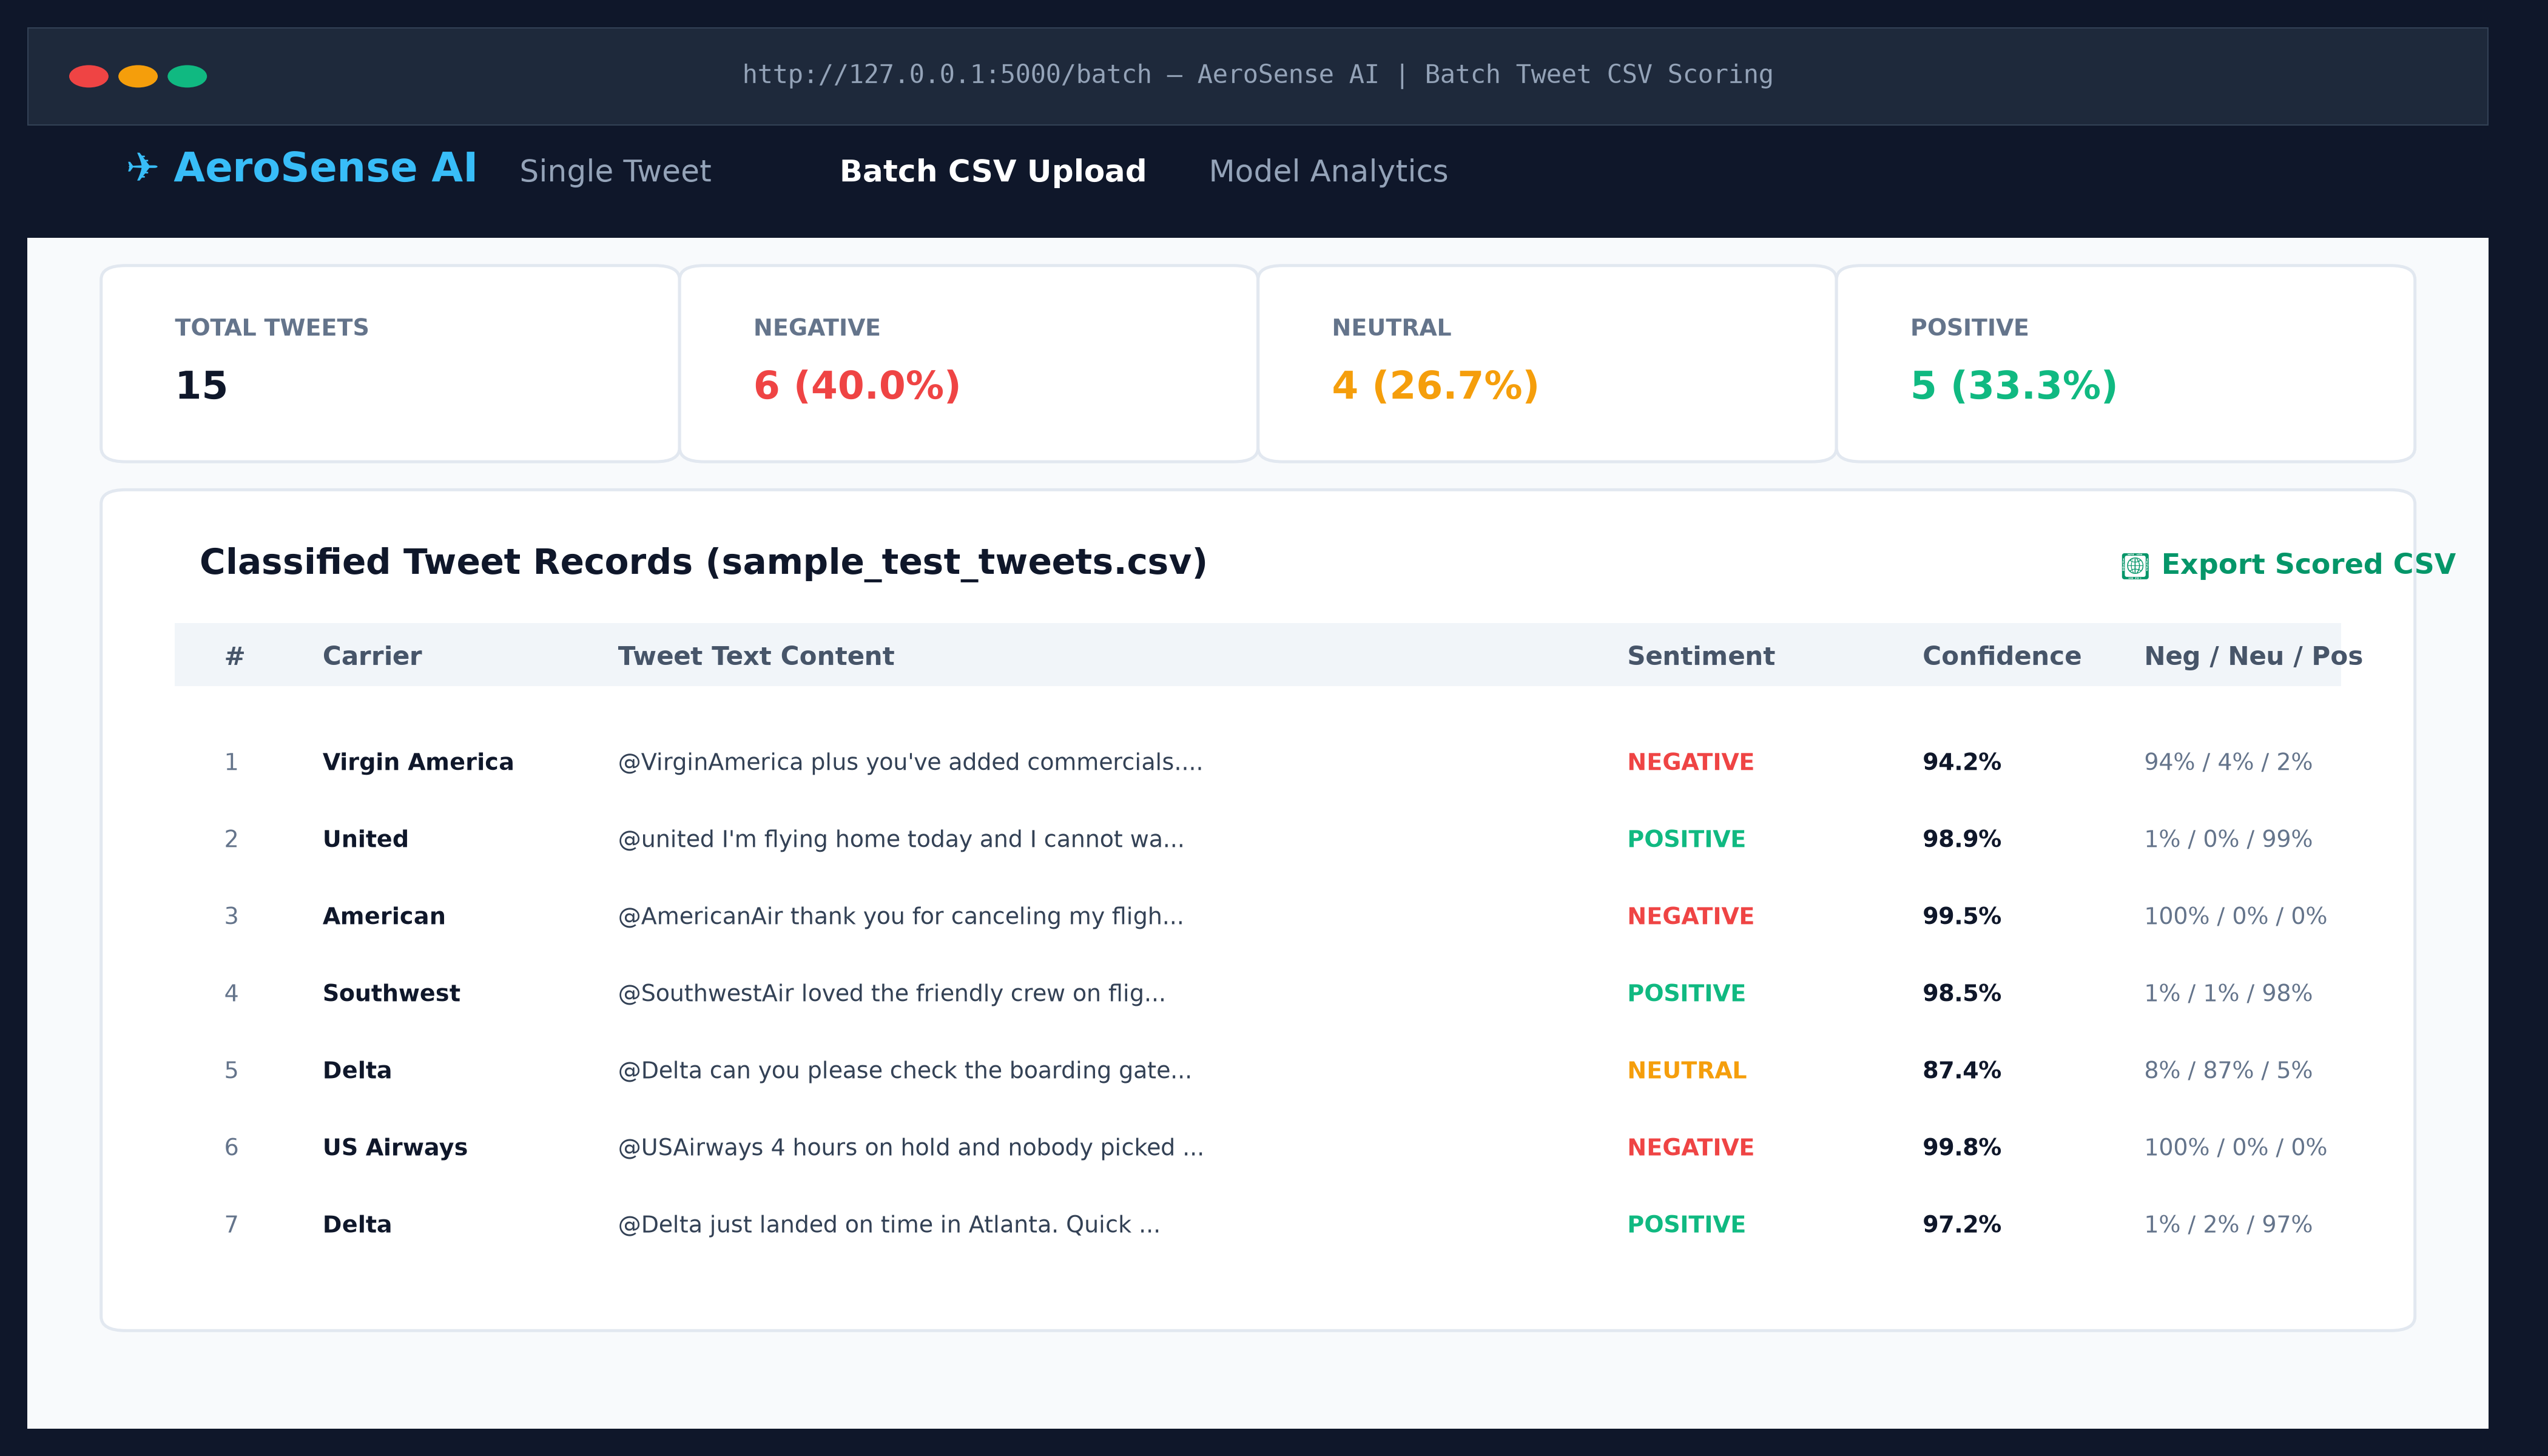 http://127.0.0.1:5000/batch — AeroSense AI | Batch Tweet CSV Scoring
✈ AeroSense AI Single Tweet Batch CSV Upload Model Analytics
TOTAL TWEETS NEGATIVE NEUTRAL POSITIVE
15 6 (40.0%) 4 (26.7%) 5 (33.3%)
Classified Tweet Records (sample_test_tweets.csv) Export Scored CSV
# Carrier Tweet Text Content Sentiment Confidence Neg / Neu / Pos
1 Virgin America @VirginAmerica plus you've added commercials.... NEGATIVE 94.2% 94% / 4% / 2%
2 United @united I'm flying home today and I cannot wa... POSITIVE 98.9% 1% / 0% / 99%
3 American @AmericanAir thank you for canceling my fligh... NEGATIVE 99.5% 100% / 0% / 0%
4 Southwest @SouthwestAir loved the friendly crew on flig... POSITIVE 98.5% 1% / 1% / 98%
5 Delta @Delta can you please check the boarding gate... NEUTRAL 87.4% 8% / 87% / 5%
6 US Airways @USAirways 4 hours on hold and nobody picked ... NEGATIVE 99.8% 100% / 0% / 0%
7 Delta @Delta just landed on time in Atlanta. Quick ... POSITIVE 97.2% 1% / 2% / 97%